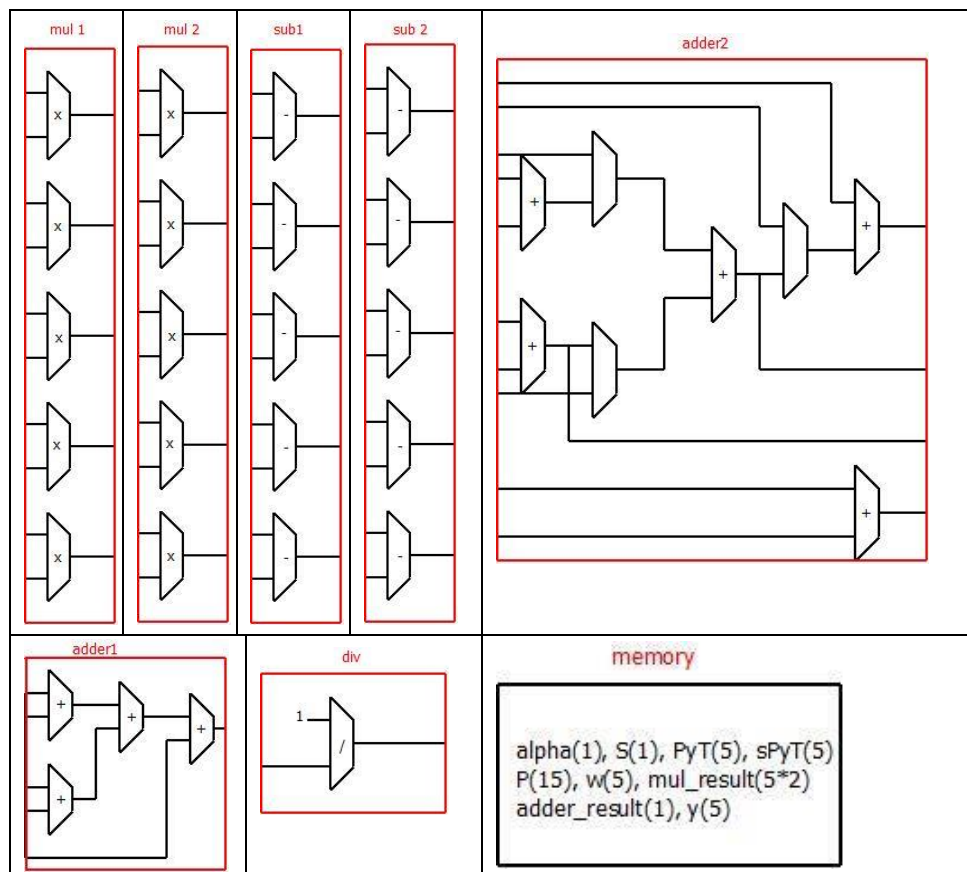 mul 1
mul 2
sub1
sub 2
adder2
x
x
-
-
x
x
-
-
+
+
x
x
-
-
+
+
x
x
-
-
x
x
-
-
+
adder1
+
+
+
+
div
1
/
memory
alpha(1), S(1), PyT(5), sPyT(5)
P(15), w(5), mul_result(5*2)
adder_result(1), y(5)